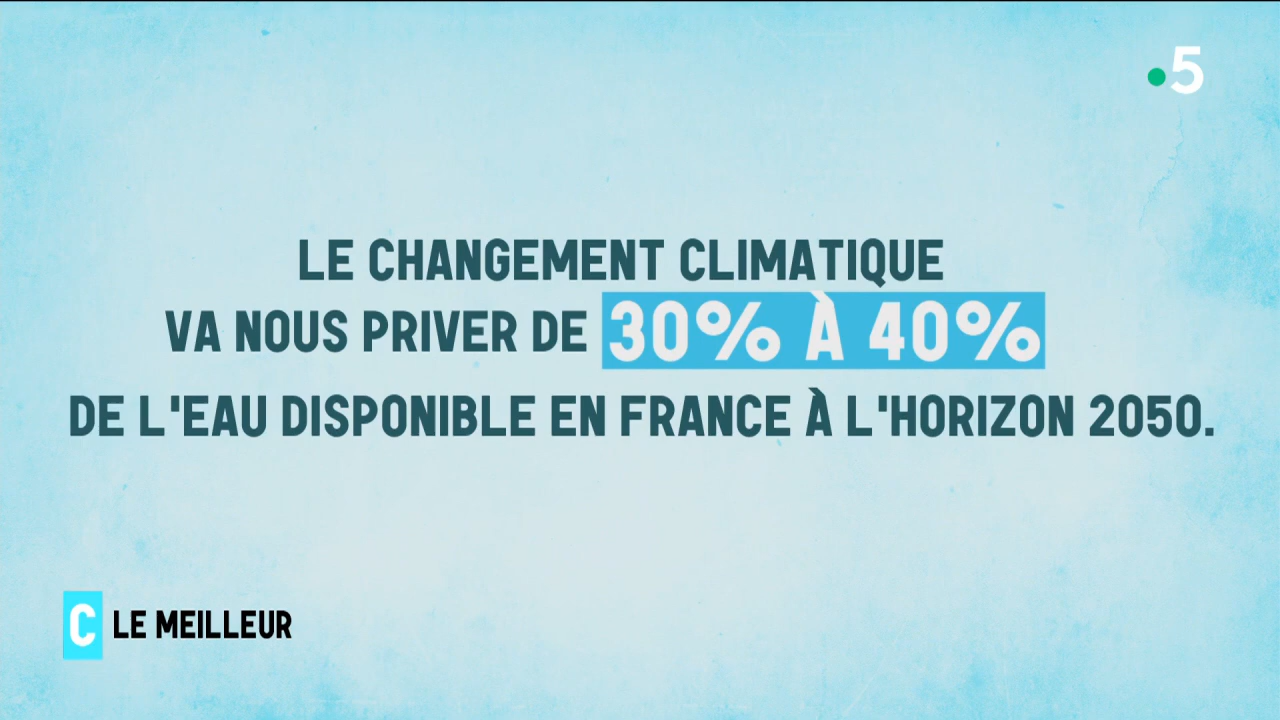 5
LE CHANGEMENT CLIMATIQUE
VA NOUS PRIVER DE 30% À 40%
DE L'EAU DISPONIBLE EN FRANCE À L'HORIZON 2050.
C LE MEILLEUR